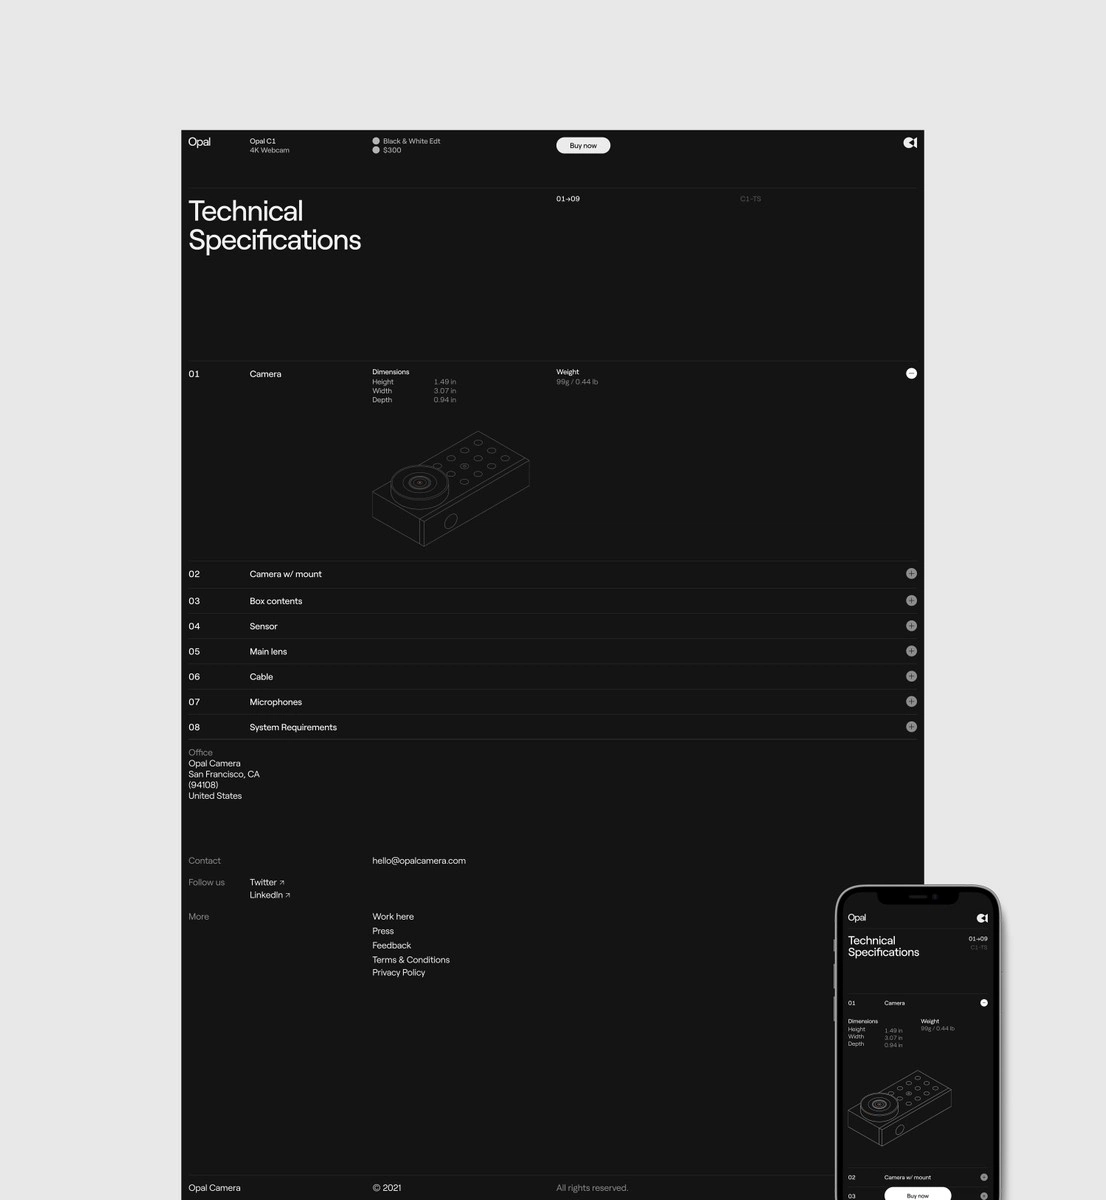 Opal
Opal C1
4K Webcam
Black & White Edt
$300
Buy now
Technical
Specifications
01→09
C1-TS
01
Camera
Dimensions
Height 1.49 in
Width 3.07 in
Depth 0.94 in
Weight
99g / 0.44 lb
02 Camera w/ mount
03 Box contents
04 Sensor
05 Main lens
06 Cable
07 Microphones
08 System Requirements
Office
Opal Camera
San Francisco, CA
(94108)
United States
Contact hello@opalcamera.com
Follow us Twitter ↗
LinkedIn ↗
More Work here
Press
Feedback
Terms & Conditions
Privacy Policy
Opal Camera © 2021 All rights reserved.
Opal
Technical
Specifications
01→09
C1-TS
01 Camera
Dimensions
Height 1.49 in
Width 3.07 in
Depth 0.94 in
Weight
99g / 0.44 lb
02 Camera w/ mount
03
Buy now